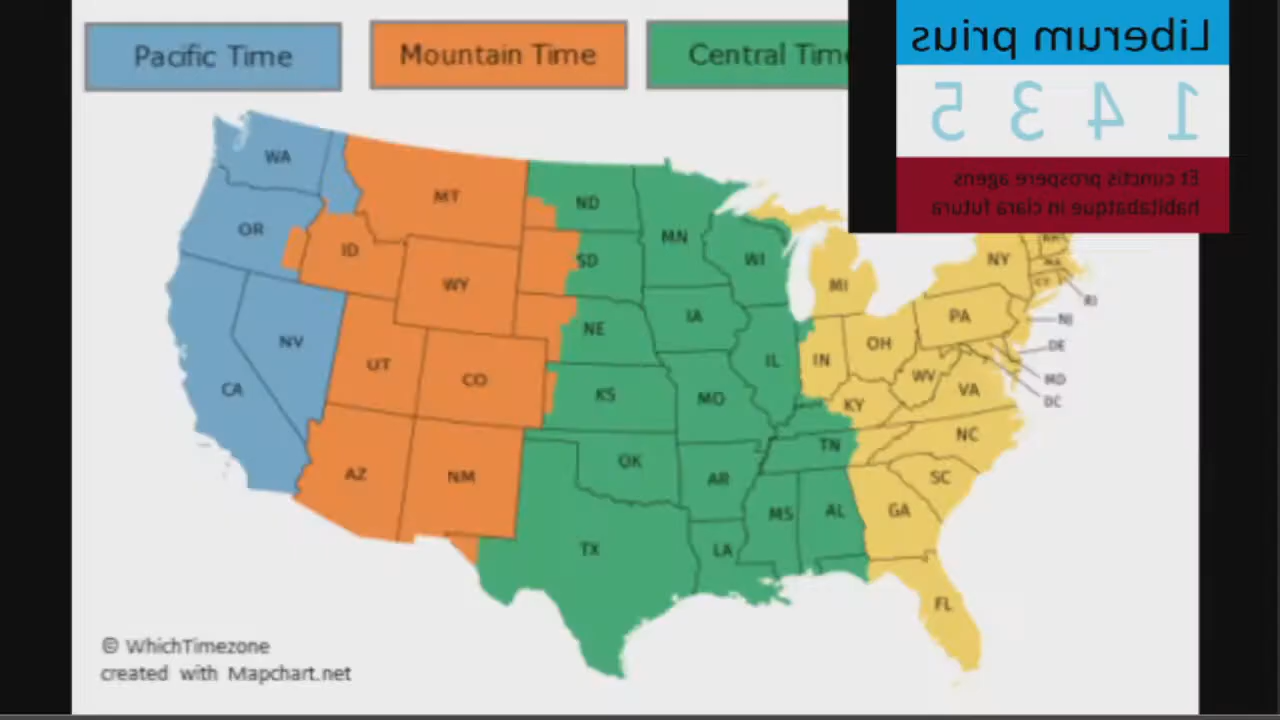 Pacific Time
Mountain Time
Central Time
Liberum prius
1 4 3 5
Et cunctis prospere agens
habitabatque in clara futura
WA
MT
ND
OR
ID
MN
SD
WI
WY
NY
MI
RI
NE
IA
PA
NJ
NV
UT
CO
IL
IN
OH
DE
CA
KS
MO
WV
VA
MD
KY
DC
AZ
NM
OK
AR
TN
NC
SC
TX
LA
MS
AL
GA
FL
© WhichTimezone
created with Mapchart.net